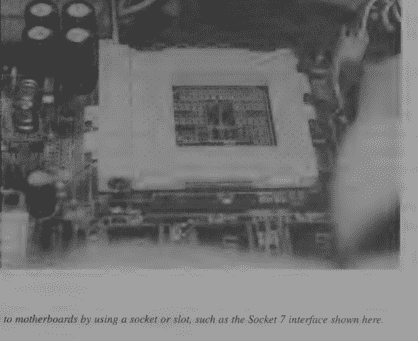 to motherboards by using a socket or slot, such as the Socket 7 interface shown here.